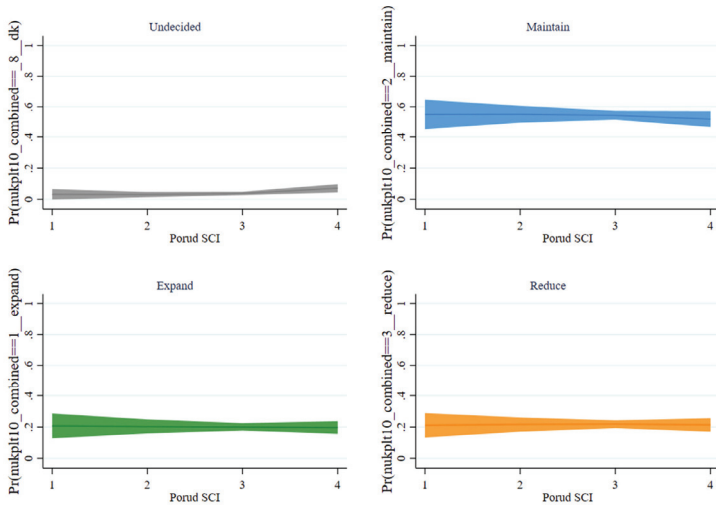 Undecided
Pr(nukplt10_combined==_8__dk)
0 .2 .4 .6 .8 1
1 2 3 4
Porud SCI
Maintain
Pr(nukplt10_combined==2__maintain)
0 .2 .4 .6 .8 1
1 2 3 4
Porud SCI
Expand
Pr(nukplt10_combined==1__expand)
0 .2 .4 .6 .8 1
1 2 3 4
Porud SCI
Reduce
Pr(nukplt10_combined==3__reduce)
0 .2 .4 .6 .8 1
1 2 3 4
Porud SCI